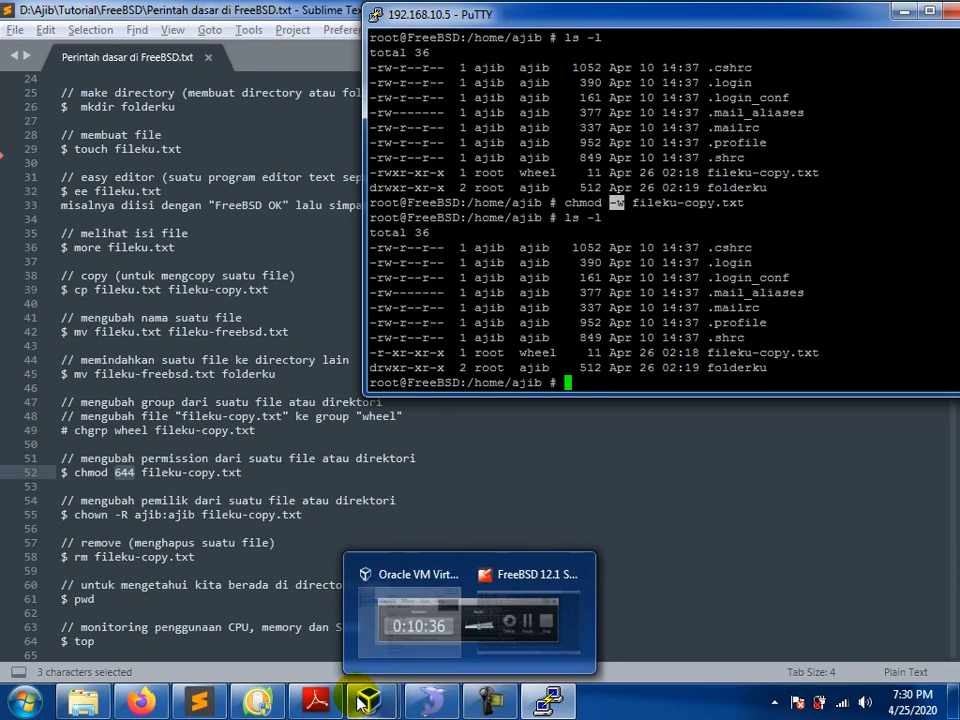 D:\Ajib\Tutorial\FreeBSD\Perintah dasar di FreeBSD.txt - Sublime Text
File Edit Selection Find View Goto Tools Project
Perintah dasar di FreeBSD.txt ×
24
25 // make directory (membuat directory atau fol
26 $ mkdir folderku
27
28 // membuat file
29 $ touch fileku.txt
30
31 // easy editor (suatu program editor text sep
32 $ ee fileku.txt
33 misalnya diisi dengan "FreeBSD OK" lalu simpa
34
35 // melihat isi file
36 $ more fileku.txt
37
38 // copy (untuk mengcopy suatu file)
39 $ cp fileku.txt fileku-copy.txt
40
41 // mengubah nama suatu file
42 $ mv fileku.txt fileku-freebsd.txt
43
44 // memindahkan suatu file ke directory lain
45 $ mv fileku-freebsd.txt folderku
46
47 // mengubah group dari suatu file atau direktori
48 // mengubah file "fileku-copy.txt" ke group "wheel"
49 # chgrp wheel fileku-copy.txt
50
51 // mengubah permission dari suatu file atau direktori
52 $ chmod 644 fileku-copy.txt
53
54 // mengubah pemilik dari suatu file atau direktori
55 $ chown -R ajib:ajib fileku-copy.txt
56
57 // remove (menghapus suatu file)
58 $ rm fileku-copy.txt
59
60 // untuk mengetahui kita berada di directo
61 $ pwd
62
63 // monitoring penggunaan CPU, memory dan S
64 $ top
65
3 characters selected
Tab Size: 4
Plain Text
192.168.10.5 - PuTTY
root@FreeBSD:/home/ajib # ls -l
total 36
-rw-r--r-- 1 ajib ajib 1052 Apr 10 14:37 .cshrc
-rw-r--r-- 1 ajib ajib 390 Apr 10 14:37 .login
-rw-r--r-- 1 ajib ajib 161 Apr 10 14:37 .login_conf
-rw------- 1 ajib ajib 377 Apr 10 14:37 .mail_aliases
-rw-r--r-- 1 ajib ajib 337 Apr 10 14:37 .mailrc
-rw-r--r-- 1 ajib ajib 952 Apr 10 14:37 .profile
-rw-r--r-- 1 ajib ajib 849 Apr 10 14:37 .shrc
-rwxr-xr-x 1 root wheel 11 Apr 26 02:18 fileku-copy.txt
drwxr-xr-x 2 root ajib 512 Apr 26 02:19 folderku
root@FreeBSD:/home/ajib # chmod -w fileku-copy.txt
root@FreeBSD:/home/ajib # ls -l
total 36
-rw-r--r-- 1 ajib ajib 1052 Apr 10 14:37 .cshrc
-rw-r--r-- 1 ajib ajib 390 Apr 10 14:37 .login
-rw-r--r-- 1 ajib ajib 161 Apr 10 14:37 .login_conf
-rw------- 1 ajib ajib 377 Apr 10 14:37 .mail_aliases
-rw-r--r-- 1 ajib ajib 337 Apr 10 14:37 .mailrc
-rw-r--r-- 1 ajib ajib 952 Apr 10 14:37 .profile
-rw-r--r-- 1 ajib ajib 849 Apr 10 14:37 .shrc
-r-xr-xr-x 1 root wheel 11 Apr 26 02:18 fileku-copy.txt
drwxr-xr-x 2 root ajib 512 Apr 26 02:19 folderku
root@FreeBSD:/home/ajib #
Oracle VM Virt...
FreeBSD 12.1 S...
0:10:36
7:30 PM
4/25/2020